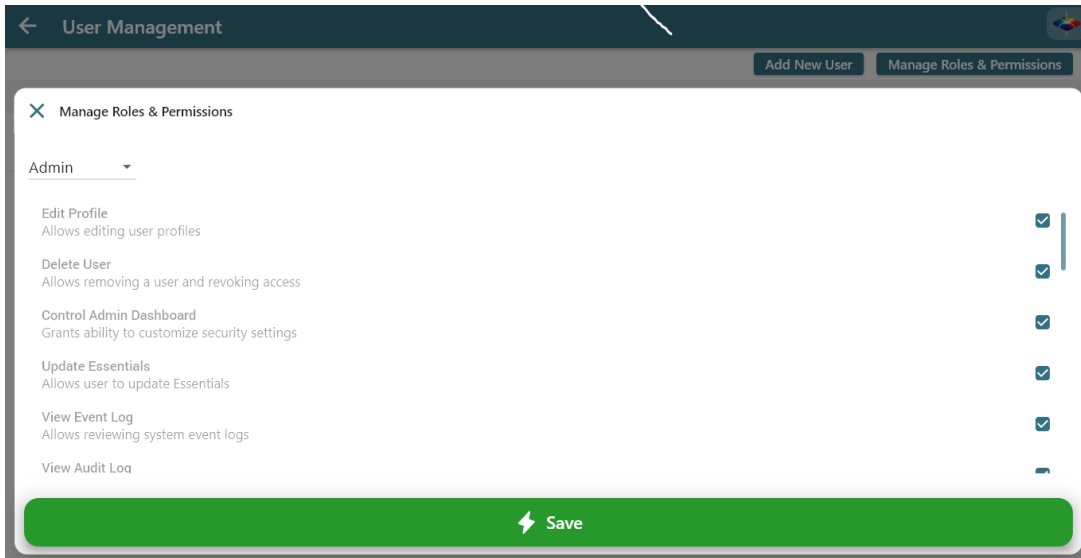 User Management
Add New User
Manage Roles & Permissions
Manage Roles & Permissions
Admin
Edit Profile
Allows editing user profiles
Delete User
Allows removing a user and revoking access
Control Admin Dashboard
Grants ability to customize security settings
Update Essentials
Allows user to update Essentials
View Event Log
Allows reviewing system event logs
View Audit Log
Save